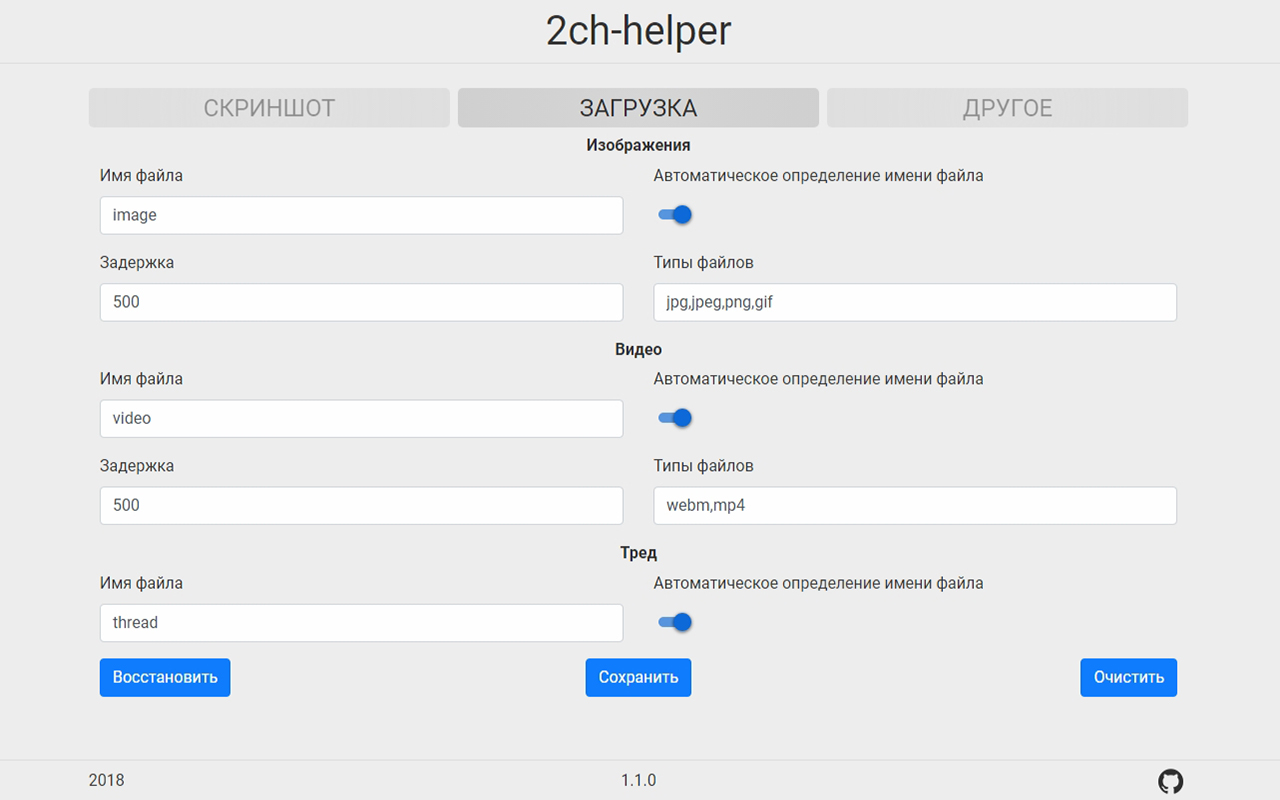 2ch-helper
СКРИНШОТ ЗАГРУЗКА ДРУГОЕ
Изображения
Имя файла Автоматическое определение имени файла
image
Задержка Типы файлов
500 jpg,jpeg,png,gif
Видео
Имя файла Автоматическое определение имени файла
video
Задержка Типы файлов
500 webm,mp4
Тред
Имя файла Автоматическое определение имени файла
thread
Восстановить Сохранить Очистить
2018 1.1.0